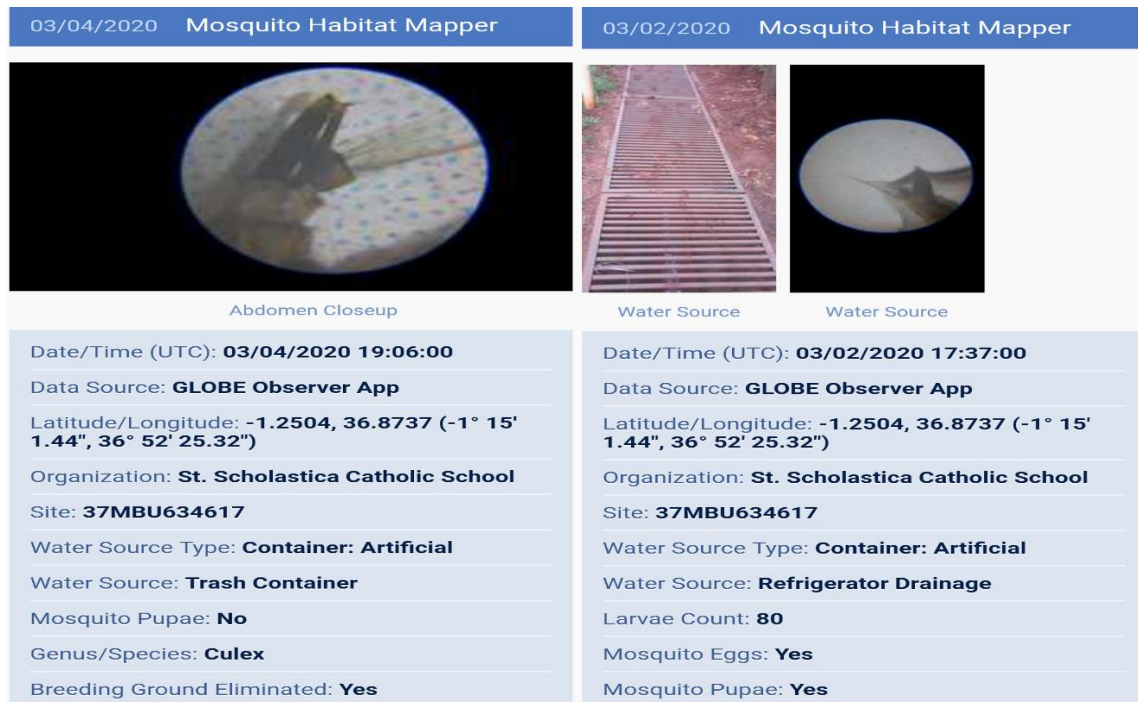 03/04/2020 Mosquito Habitat Mapper
Abdomen Closeup
Date/Time (UTC): 03/04/2020 19:06:00
Data Source: GLOBE Observer App
Latitude/Longitude: -1.2504, 36.8737 (-1° 15'
1.44", 36° 52' 25.32")
Organization: St. Scholastica Catholic School
Site: 37MBU634617
Water Source Type: Container: Artificial
Water Source: Trash Container
Mosquito Pupae: No
Genus/Species: Culex
Breeding Ground Eliminated: Yes
03/02/2020 Mosquito Habitat Mapper
Water Source
Water Source
Date/Time (UTC): 03/02/2020 17:37:00
Data Source: GLOBE Observer App
Latitude/Longitude: -1.2504, 36.8737 (-1° 15'
1.44", 36° 52' 25.32")
Organization: St. Scholastica Catholic School
Site: 37MBU634617
Water Source Type: Container: Artificial
Water Source: Refrigerator Drainage
Larvae Count: 80
Mosquito Eggs: Yes
Mosquito Pupae: Yes